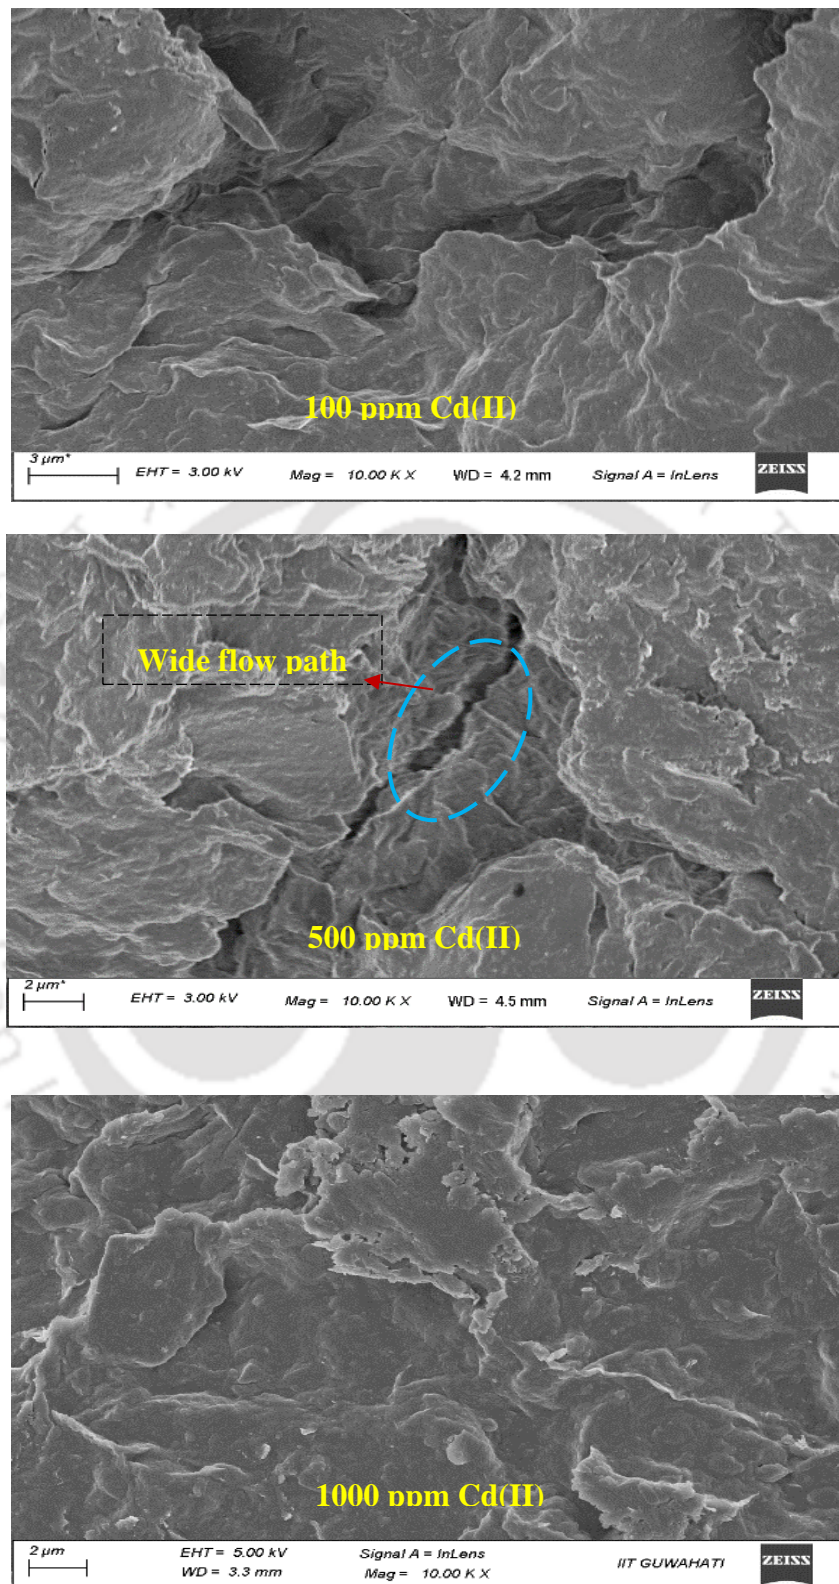 100 ppm Cd(II)
3 µm*
EHT = 3.00 kV Mag = 10.00 K X WD = 4.2 mm Signal A = InLens ZEISS
Wide flow path
500 ppm Cd(II)
2 µm*
EHT = 3.00 kV Mag = 10.00 K X WD = 4.5 mm Signal A = InLens ZEISS
1000 ppm Cd(II)
2 µm EHT = 5.00 kV Signal A = InLens IIT GUWAHATI ZEISS
WD = 3.3 mm Mag = 10.00 K X